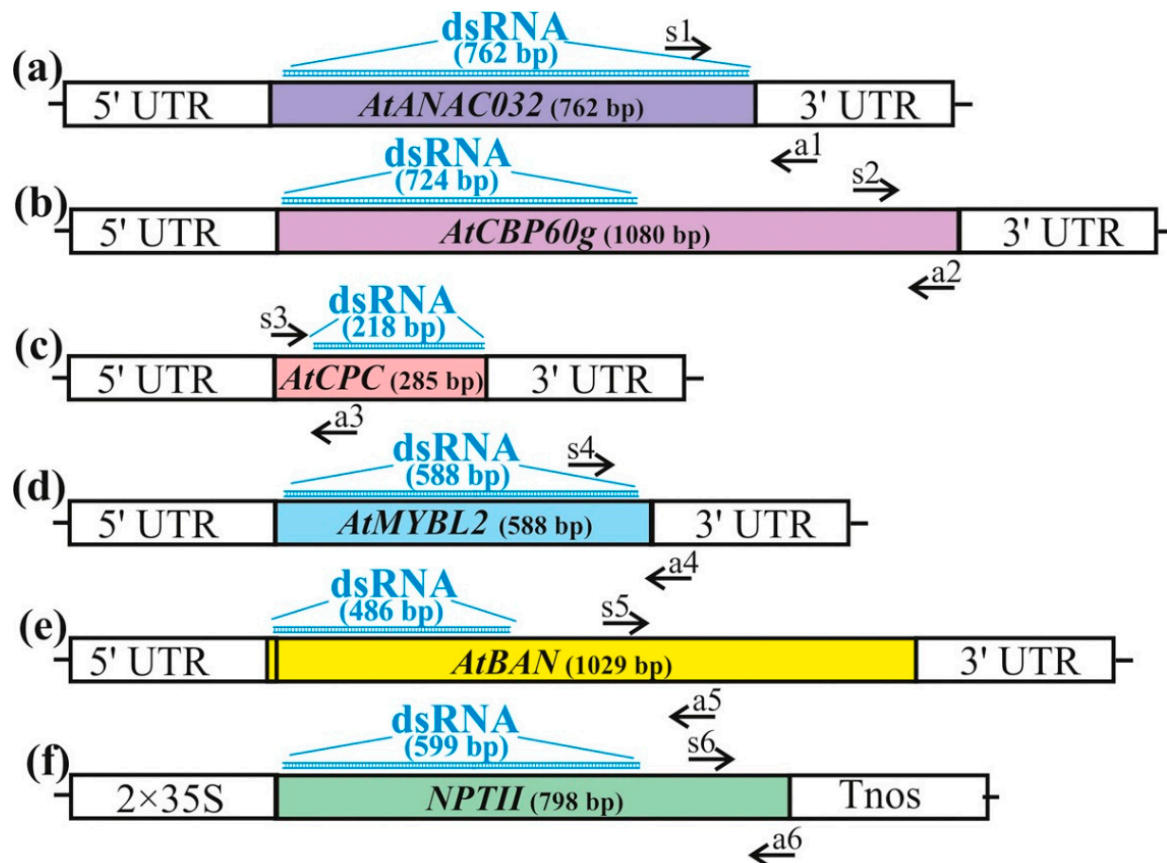 dsRNA
(762 bp)
s1
(a)
5' UTR
AtANAC032 (762 bp)
3' UTR
a1
dsRNA
(724 bp)
s2
(b)
5' UTR
AtCBP60g (1080 bp)
3' UTR
a2
dsRNA
(218 bp)
s3
(c)
5' UTR
AtCPC (285 bp)
3' UTR
a3
dsRNA
(588 bp)
s4
(d)
5' UTR
AtMYBL2 (588 bp)
3' UTR
a4
dsRNA
(486 bp)
s5
(e)
5' UTR
AtBAN (1029 bp)
3' UTR
a5
dsRNA
(599 bp)
s6
(f)
2×35S
NPTII (798 bp)
Tnos
a6